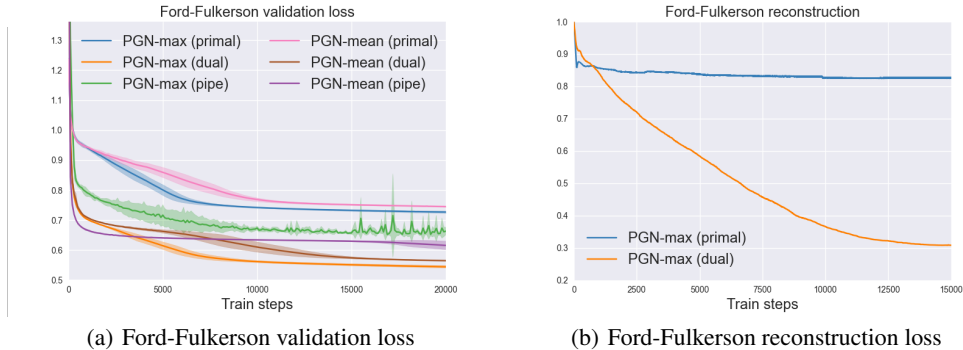 Ford-Fulkerson validation loss
1.3
1.2
1.1
1.0
0.9
0.8
0.7
0.6
0.5
PGN-max (primal)
PGN-max (dual)
PGN-max (pipe)
PGN-mean (primal)
PGN-mean (dual)
PGN-mean (pipe)
0
5000
10000
15000
20000
Train steps
(a) Ford-Fulkerson validation loss
Ford-Fulkerson reconstruction
1.0
0.9
0.8
0.7
0.6
0.5
0.4
0.3
0.2
PGN-max (primal)
PGN-max (dual)
0
2500
5000
7500
10000
12500
15000
Train steps
(b) Ford-Fulkerson reconstruction loss